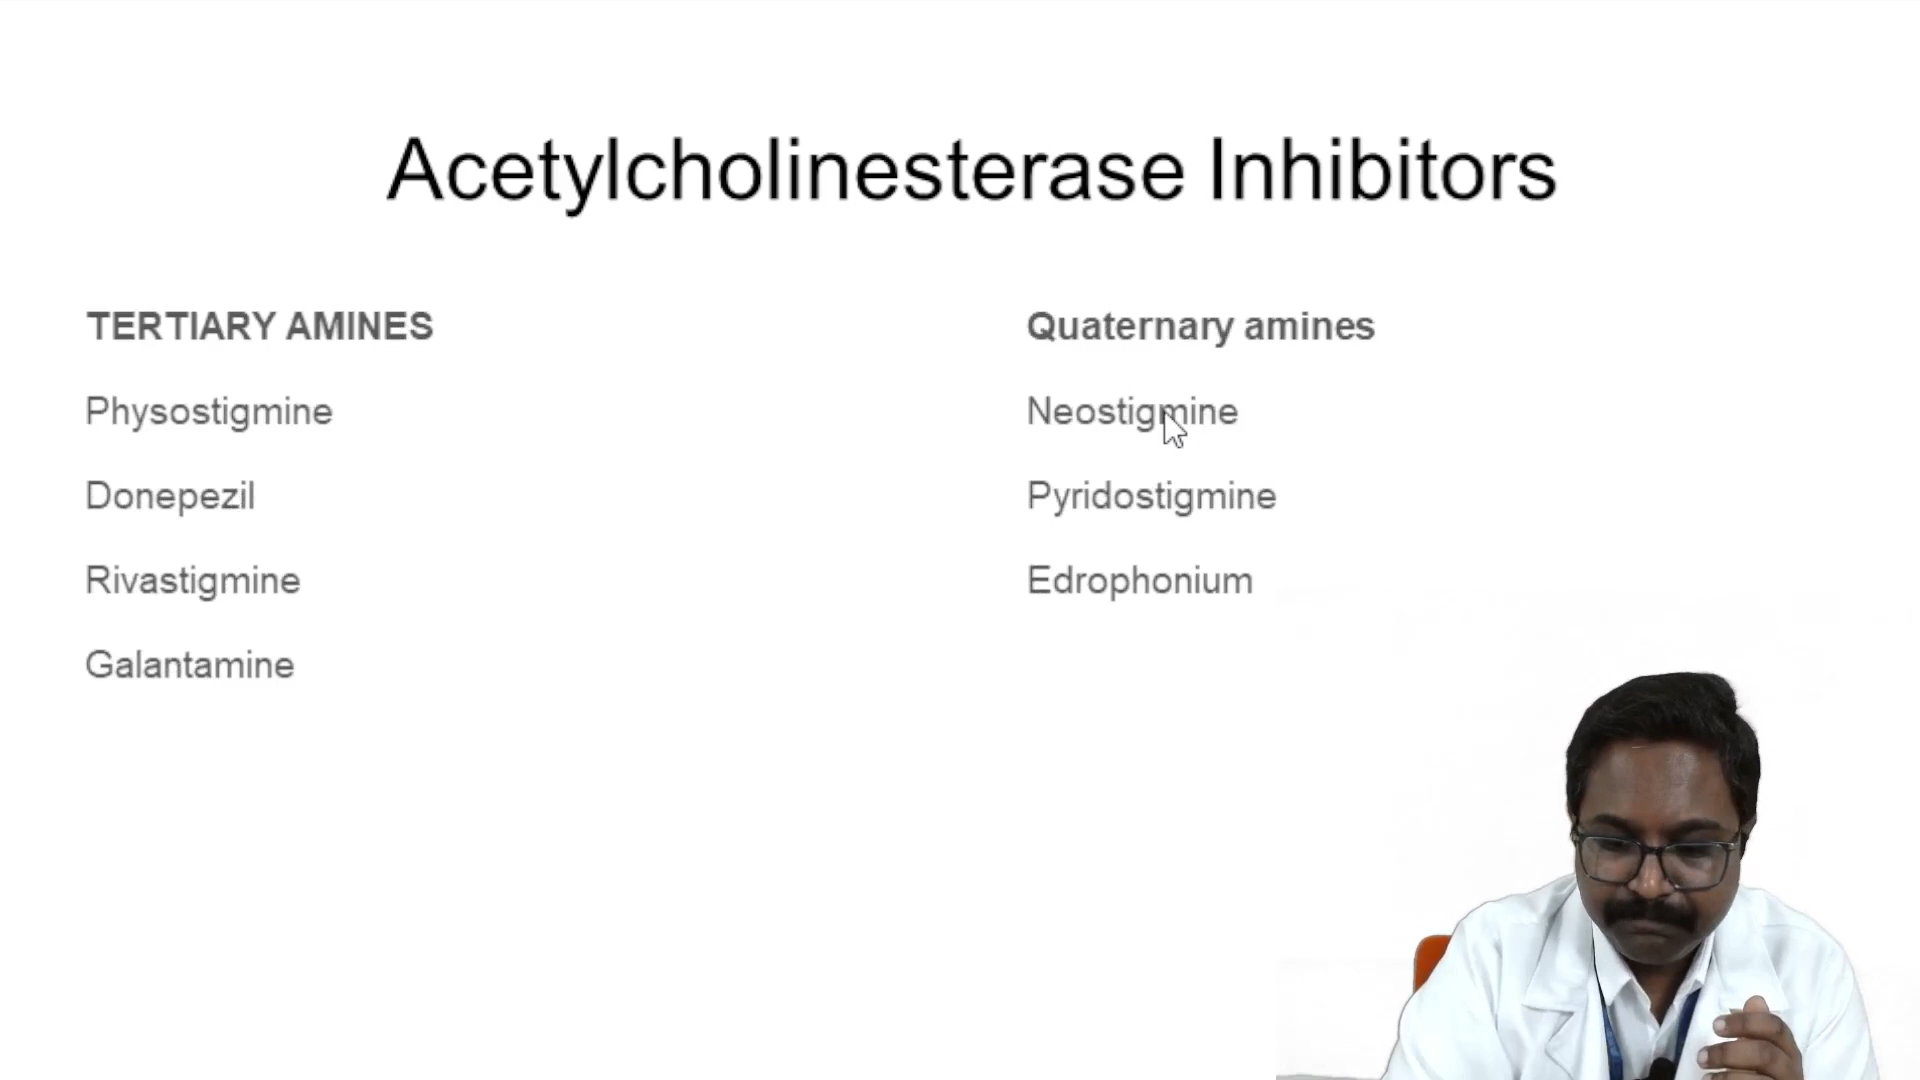 Acetylcholinesterase Inhibitors
TERTIARY AMINES
Physostigmine
Donepezil
Rivastigmine
Galantamine
Quaternary amines
Neostigmine
Pyridostigmine
Edrophonium